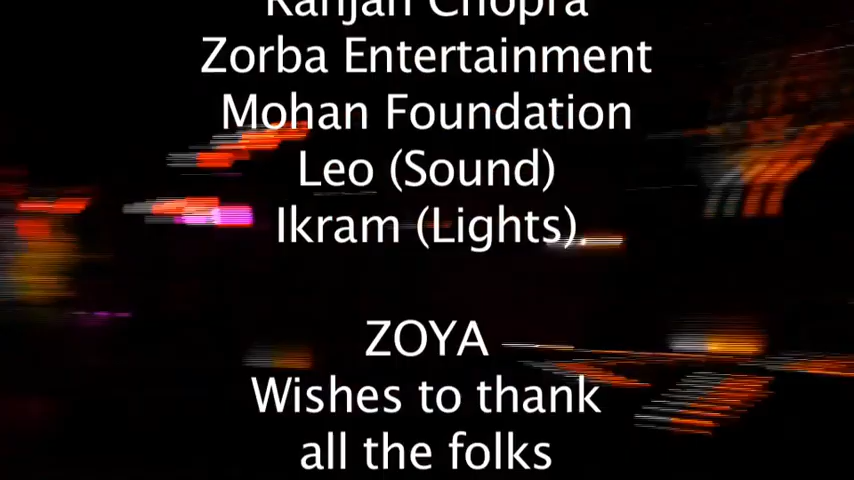 Ranjan Chopra
Zorba Entertainment
Mohan Foundation
Leo (Sound)
Ikram (Lights).
ZOYA
Wishes to thank
all the folks